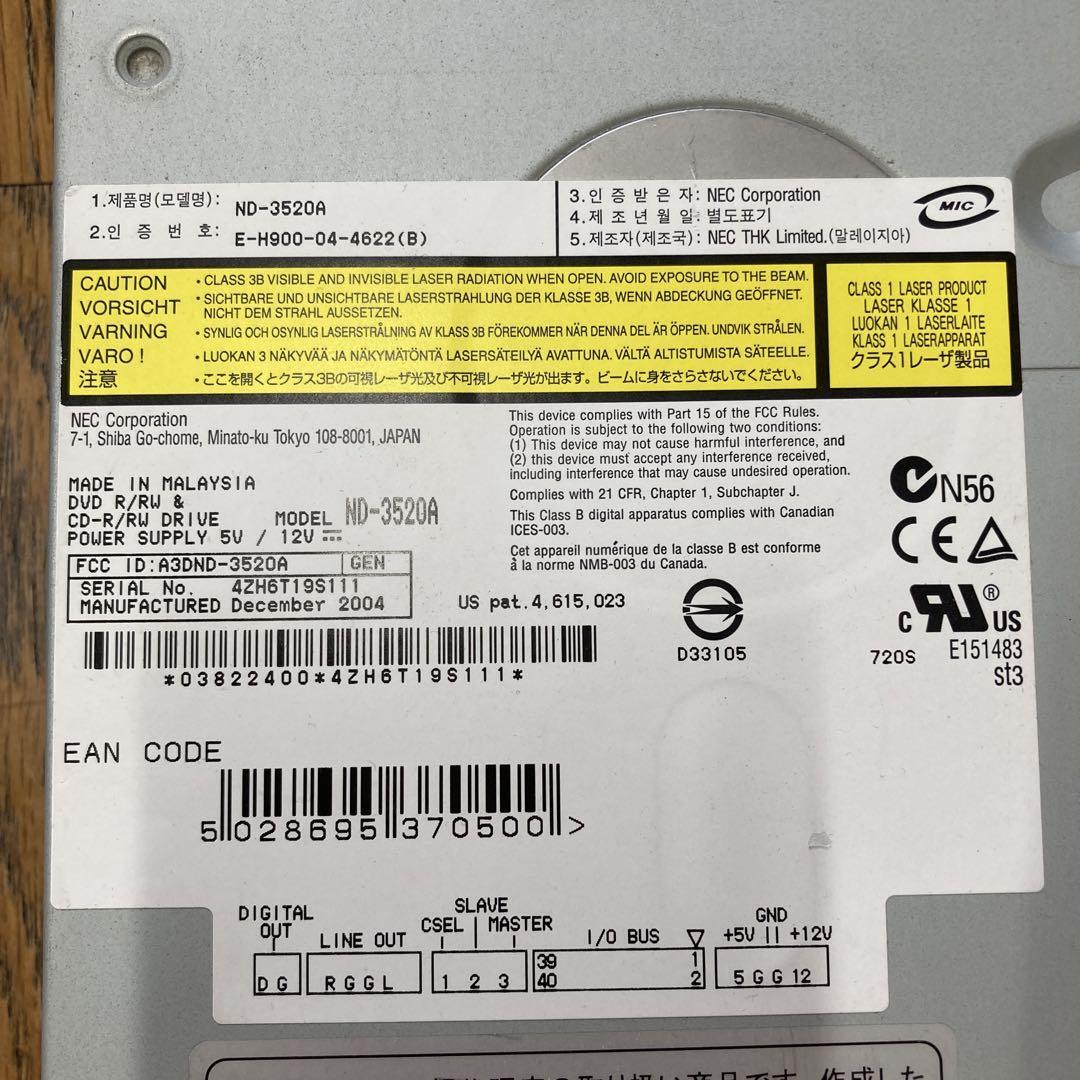 1.제품명(모델명): ND-3520A
2.인 증 번 호: E-H900-04-4622(B)
3.인 증 받 은 자: NEC Corporation
4.제 조 년 월 일: 별도표기
5.제조자(제조국): NEC THK Limited.(말레이지아)
MIC
CAUTION • CLASS 3B VISIBLE AND INVISIBLE LASER RADIATION WHEN OPEN. AVOID EXPOSURE TO THE BEAM.
VORSICHT • SICHTBARE UND UNSICHTBARE LASERSTRAHLUNG DER KLASSE 3B, WENN ABDECKUNG GEÖFFNET.
NICHT DEM STRAHL AUSSETZEN.
VARNING • SYNLIG OCH OSYNLIG LASERSTRÅLNING AV KLASS 3B FÖREKOMMER NÄR DENNA DEL ÄR ÖPPEN. UNDVIK STRÅLEN.
VARO ! • LUOKAN 3 NÄKYVÄÄ JA NÄKYMÄTÖNTÄ LASERSÄTEILYÄ AVATTUNA. VÄLTÄ ALTISTUMISTA SÄTEELLE.
注意 • ここを開くとクラス3Bの可視レーザ光及び不可視レーザ光が出ます。ビームに身をさらさないでください。
CLASS 1 LASER PRODUCT
LASER KLASSE 1
LUOKAN 1 LASERLAITE
KLASS 1 LASERAPPARAT
クラス1レーザ製品
NEC Corporation
7-1, Shiba Go-chome, Minato-ku Tokyo 108-8001, JAPAN
MADE IN MALAYSIA
DVD R/RW &
CD-R/RW DRIVE MODEL ND-3520A
POWER SUPPLY 5V / 12V
FCC ID:A3DND-3520A GEN
SERIAL No. 4ZH6T19S111
MANUFACTURED December 2004
This device complies with Part 15 of the FCC Rules.
Operation is subject to the following two conditions:
(1) This device may not cause harmful interference, and
(2) this device must accept any interference received,
including interference that may cause undesired operation.
Complies with 21 CFR, Chapter 1, Subchapter J.
This Class B digital apparatus complies with Canadian
ICES-003.
Cet appareil numérique de la classe B est conforme
à la norme NMB-003 du Canada.
US pat.4,615,023
D33105
N56
CE
c RU ® US
720S E151483
st3
*03822400*4ZH6T19S111*
EAN CODE
5 028695 370500 >
DIGITAL OUT
LINE OUT
SLAVE
CSEL MASTER
I/O BUS
GND
+5V +12V
D G
R G G L
1 2 3
39 1
40 2
5 G G 12